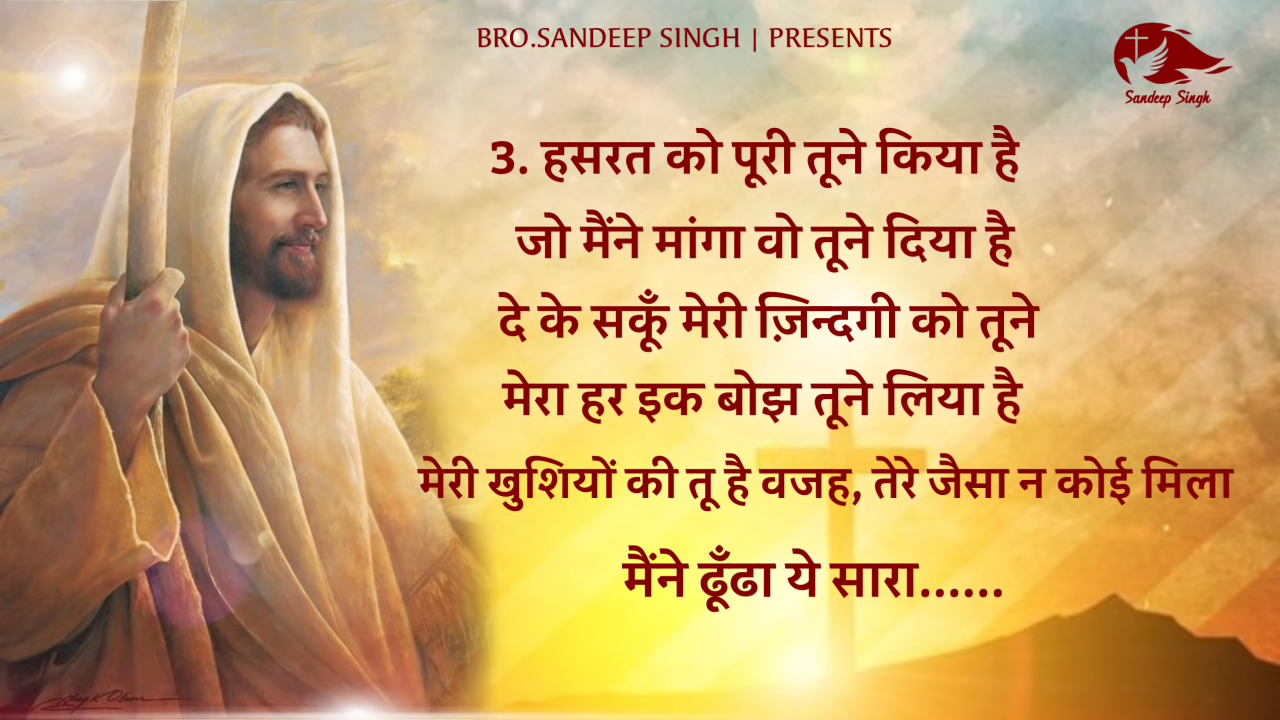 BRO.SANDEEP SINGH | PRESENTS
Sandeep Singh
3. हसरत को पूरी तूने किया है
जो मैंने मांगा वो तूने दिया है
दे के सकूँ मेरी ज़िन्दगी को तूने
मेरा हर इक बोझ तूने लिया है
मेरी खुशियों की तू है वजह, तेरे जैसा न कोई मिला
मैंने ढूँढा ये सारा......